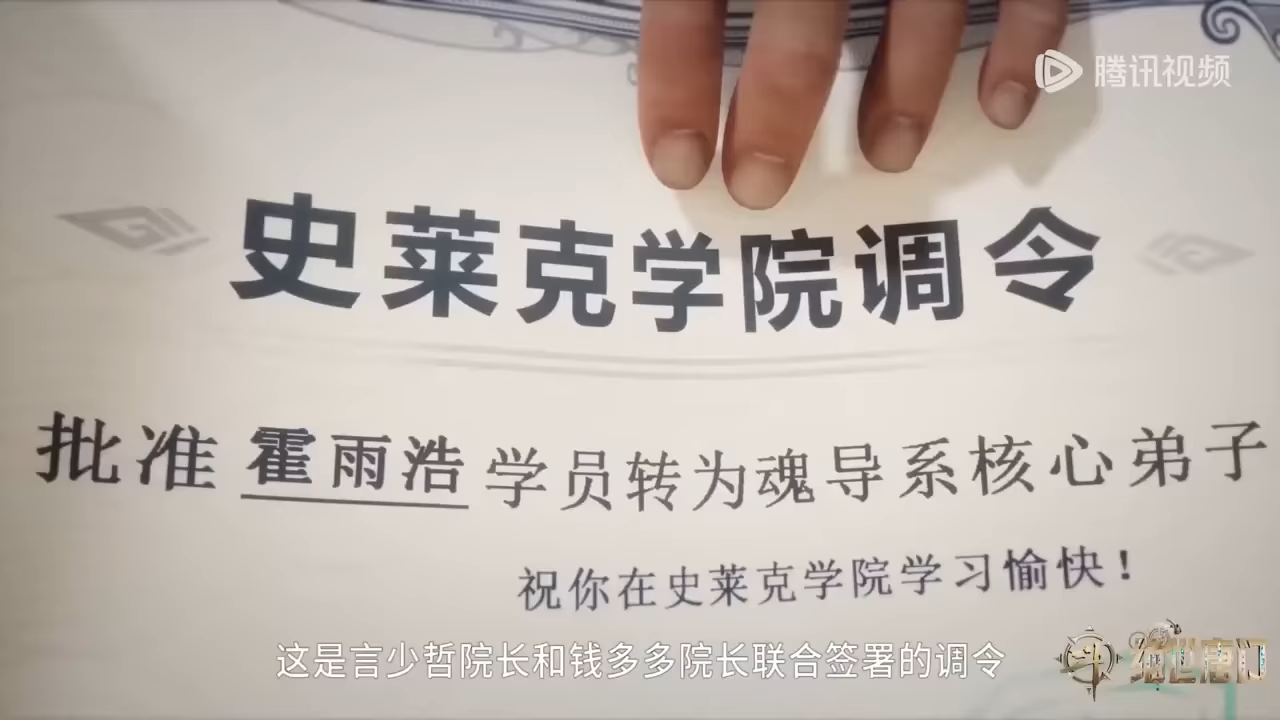 腾讯视频
史莱克学院调令
批准 霍雨浩 学员转为魂导系核心弟子
祝你在史莱克学院学习愉快！
这是言少哲院长和钱多多院长联合签署的调令
绝世唐门